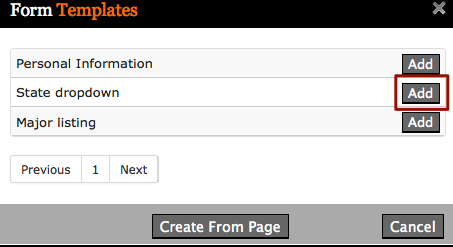 Form Templates
Personal Information Add
State dropdown Add
Major listing Add
Previous 1 Next
Create From Page Cancel